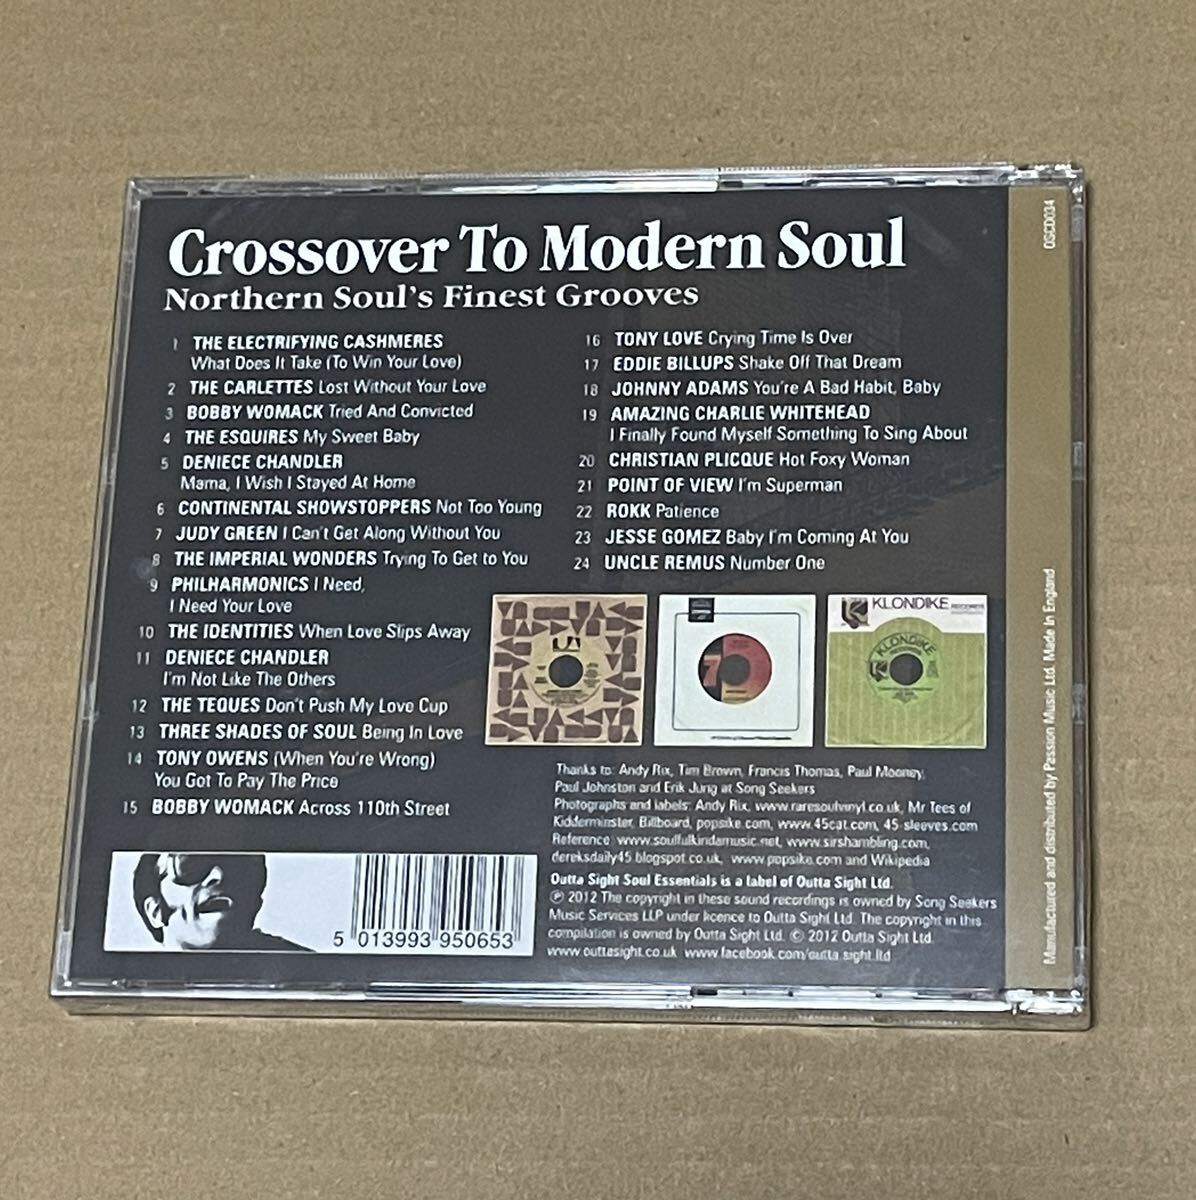 Crossover To Modern Soul
Northern Soul's Finest Grooves
1 THE ELECTRIFYING CASHMERES
What Does It Take (To Win Your Love)
2 THE CARLETTES Lost Without Your Love
3 BOBBY WOMACK Tried And Convicted
4 THE ESQUIRES My Sweet Baby
5 DENIECE CHANDLER
Mama, I Wish I Stayed At Home
6 CONTINENTAL SHOWSTOPPERS Not Too Young
7 JUDY GREEN I Can't Get Along Without You
8 THE IMPERIAL WONDERS Trying To Get to You
9 PHILHARMONICS I Need,
I Need Your Love
10 THE IDENTITIES When Love Slips Away
11 DENIECE CHANDLER
I'm Not Like The Others
12 THE TEQUES Don't Push My Love Cup
13 THREE SHADES OF SOUL Being In Love
14 TONY OWENS (When You're Wrong)
You Got To Pay The Price
15 BOBBY WOMACK Across 110th Street
16 TONY LOVE Crying Time Is Over
17 EDDIE BILLUPS Shake Off That Dream
18 JOHNNY ADAMS You're A Bad Habit, Baby
19 AMAZING CHARLIE WHITEHEAD
I Finally Found Myself Something To Sing About
20 CHRISTIAN PLICQUE Hot Foxy Woman
21 POINT OF VIEW I'm Superman
22 ROKK Patience
23 JESSE GOMEZ Baby I'm Coming At You
24 UNCLE REMUS Number One
UA
7
KLONDIKE RECORDS
KLONDIKE
Thanks to: Andy Rix, Tim Brown, Francis Thomas, Paul Mooney,
Paul Johnston and Erik Jung at Song Seekers
Photographs and labels: Andy Rix, www.raresoulvinyl.co.uk, Mr Tees of
Kidderminster, Billboard, popsike.com, www.45cat.com, 45-sleeves.com
Reference: www.soulfulkindamusic.net, www.sirshambling.com,
dereksdaily45.blogspot.co.uk, www.popsike.com and Wikipedia
Outta Sight Soul Essentials is a label of Outta Sight Ltd.
℗ 2012 The copyright in these sound recordings is owned by Song Seekers
Music Services LLP under licence to Outta Sight Ltd. The copyright in this
compilation is owned by Outta Sight Ltd. © 2012 Outta Sight Ltd.
www.outtasight.co.uk www.facebook.com/outta.sight.ltd
5 013993 950653
OSCD034
Manufactured and distributed by Passion Music Ltd. Made In England